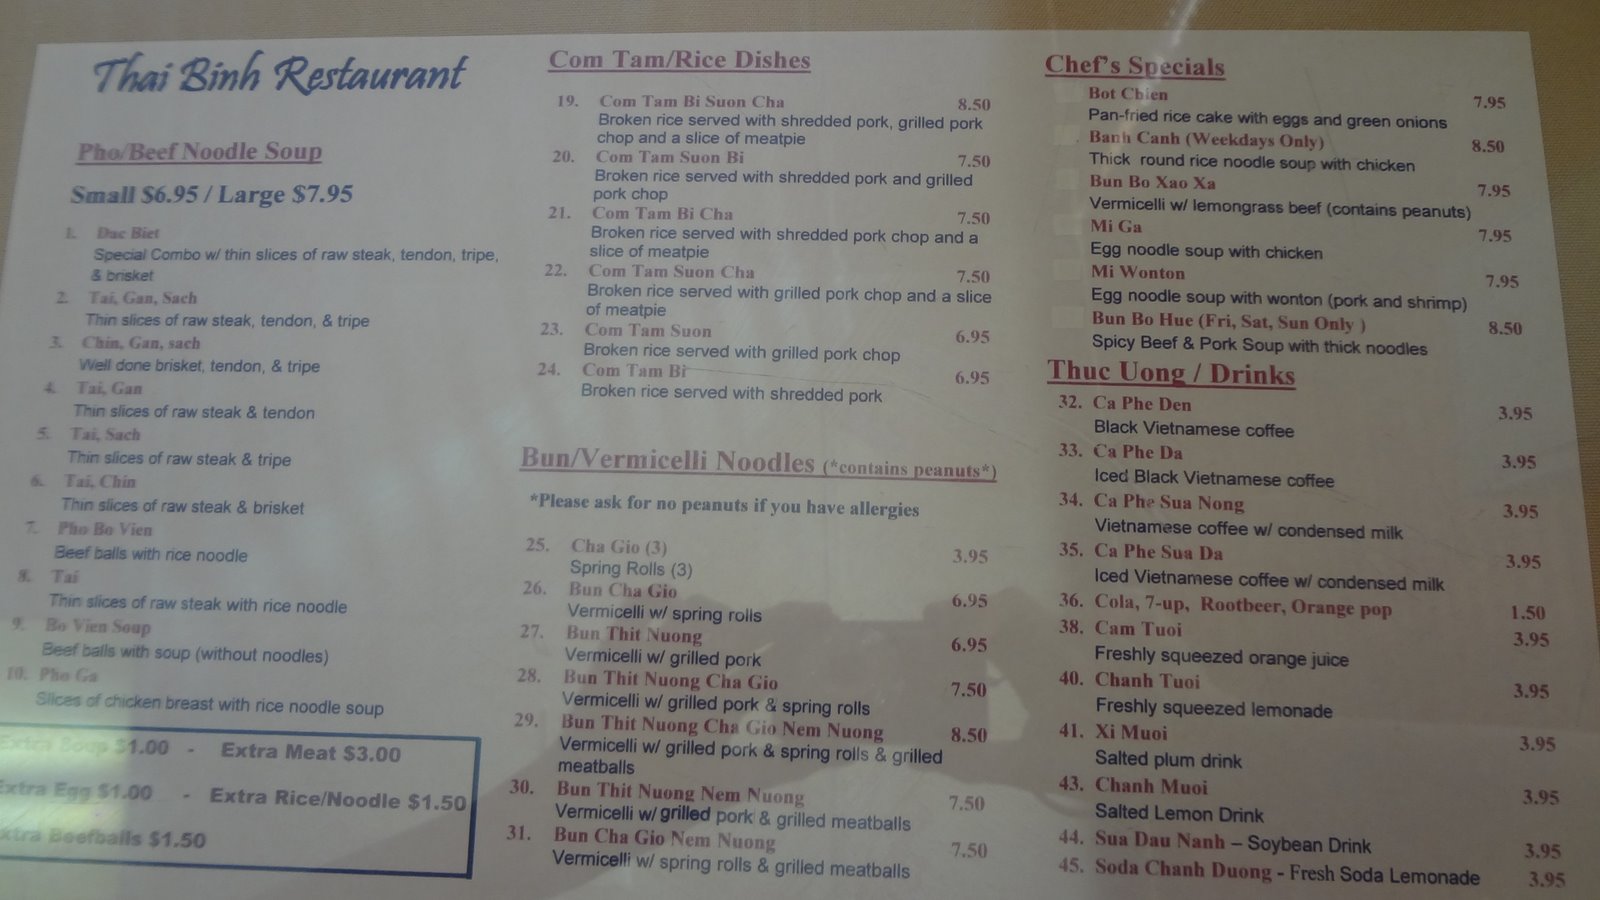 Thai Binh Restaurant
Pho/Beef Noodle Soup
Small $6.95 / Large $7.95
1. Dac Biet
Special Combo w/ thin slices of raw steak, tendon, tripe,
& brisket
2. Tai, Gan, Sach
Thin slices of raw steak, tendon, & tripe
3. Chin, Gan, sach
Well done brisket, tendon, & tripe
4. Tai, Gan
Thin slices of raw steak & tendon
5. Tai, Sach
Thin slices of raw steak & tripe
6. Tai, Chin
Thin slices of raw steak & brisket
7. Pho Bo Vien
Beef balls with rice noodle
8. Tai
Thin slices of raw steak with rice noodle
9. Bo Vien Soup
Beef balls with soup (without noodles)
10. Pho Ga
Slices of chicken breast with rice noodle soup
Extra Soup $1.00 - Extra Meat $3.00
Extra Egg $1.00 - Extra Rice/Noodle $1.50
xtra Beefballs $1.50
Com Tam/Rice Dishes
19. Com Tam Bi Suon Cha 8.50
Broken rice served with shredded pork, grilled pork
chop and a slice of meatpie
20. Com Tam Suon Bi 7.50
Broken rice served with shredded pork and grilled
pork chop
21. Com Tam Bi Cha 7.50
Broken rice served with shredded pork chop and a
slice of meatpie
22. Com Tam Suon Cha 7.50
Broken rice served with grilled pork chop and a slice
of meatpie
23. Com Tam Suon 6.95
Broken rice served with grilled pork chop
24. Com Tam Bi 6.95
Broken rice served with shredded pork
Bun/Vermicelli Noodles (*contains peanuts*)
*Please ask for no peanuts if you have allergies
25. Cha Gio (3) 3.95
Spring Rolls (3)
26. Bun Cha Gio 6.95
Vermicelli w/ spring rolls
27. Bun Thit Nuong 6.95
Vermicelli w/ grilled pork
28. Bun Thit Nuong Cha Gio 7.50
Vermicelli w/ grilled pork & spring rolls
29. Bun Thit Nuong Cha Gio Nem Nuong 8.50
Vermicelli w/ grilled pork & spring rolls & grilled
meatballs
30. Bun Thit Nuong Nem Nuong 7.50
Vermicelli w/ grilled pork & grilled meatballs
31. Bun Cha Gio Nem Nuong 7.50
Vermicelli w/ spring rolls & grilled meatballs
Chef's Specials
Bot Chien 7.95
Pan-fried rice cake with eggs and green onions
Banh Canh (Weekdays Only) 8.50
Thick round rice noodle soup with chicken
Bun Bo Xao Xa 7.95
Vermicelli w/ lemongrass beef (contains peanuts)
Mi Ga 7.95
Egg noodle soup with chicken
Mi Wonton 7.95
Egg noodle soup with wonton (pork and shrimp)
Bun Bo Hue (Fri, Sat, Sun Only ) 8.50
Spicy Beef & Pork Soup with thick noodles
Thuc Uong / Drinks
32. Ca Phe Den 3.95
Black Vietnamese coffee
33. Ca Phe Da 3.95
Iced Black Vietnamese coffee
34. Ca Phe Sua Nong 3.95
Vietnamese coffee w/ condensed milk
35. Ca Phe Sua Da 3.95
Iced Vietnamese coffee w/ condensed milk
36. Cola, 7-up, Rootbeer, Orange pop 1.50
38. Cam Tuoi 3.95
Freshly squeezed orange juice
40. Chanh Tuoi 3.95
Freshly squeezed lemonade
41. Xi Muoi 3.95
Salted plum drink
43. Chanh Muoi 3.95
Salted Lemon Drink
44. Sua Dau Nanh – Soybean Drink 3.95
45. Soda Chanh Duong - Fresh Soda Lemonade 3.95